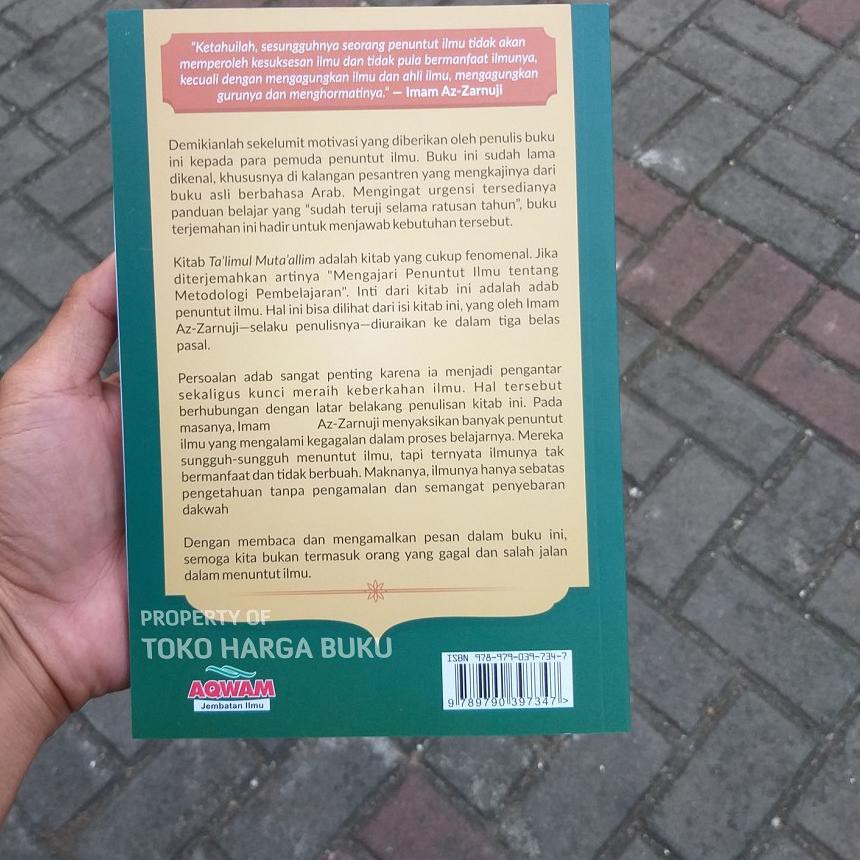 "Ketahuilah, sesungguhnya seorang penuntut ilmu tidak akan
memperoleh kesuksesan ilmu dan tidak pula bermanfaat ilmunya,
kecuali dengan mengagungkan ilmu dan ahli ilmu, mengagungkan
gurunya dan menghormatinya." — Imam Az-Zarnuji
Demikianlah sekelumit motivasi yang diberikan oleh penulis buku
ini kepada para pemuda penuntut ilmu. Buku ini sudah lama
dikenal, khususnya di kalangan pesantren yang mengkajinya dari
buku asli berbahasa Arab. Mengingat urgensi tersedianya
panduan belajar yang "sudah teruji selama ratusan tahun", buku
terjemahan ini hadir untuk menjawab kebutuhan tersebut.
Kitab Ta'limul Muta'allim adalah kitab yang cukup fenomenal. Jika
diterjemahkan artinya "Mengajari Penuntut Ilmu tentang
Metodologi Pembelajaran". Inti dari kitab ini adalah adab
penuntut ilmu. Hal ini bisa dilihat dari isi kitab ini, yang oleh Imam
Az-Zarnuji—selaku penulisnya—diuraikan ke dalam tiga belas
pasal.
Persoalan adab sangat penting karena ia menjadi pengantar
sekaligus kunci meraih keberkahan ilmu. Hal tersebut
berhubungan dengan latar belakang penulisan kitab ini. Pada
masanya, Imam Az-Zarnuji menyaksikan banyak penuntut
ilmu yang mengalami kegagalan dalam proses belajarnya. Mereka
sungguh-sungguh menuntut ilmu, tapi ternyata ilmunya tak
bermanfaat dan tidak berbuah. Maknanya, ilmunya hanya sebatas
pengetahuan tanpa pengamalan dan semangat penyebaran
dakwah
Dengan membaca dan mengamalkan pesan dalam buku ini,
semoga kita bukan termasuk orang yang gagal dan salah jalan
dalam menuntut ilmu.
PROPERTY OF
TOKO HARGA BUKU
AQWAM
Jembatan Ilmu
ISBN 978-979-039-734-7
9 789790 397347 >